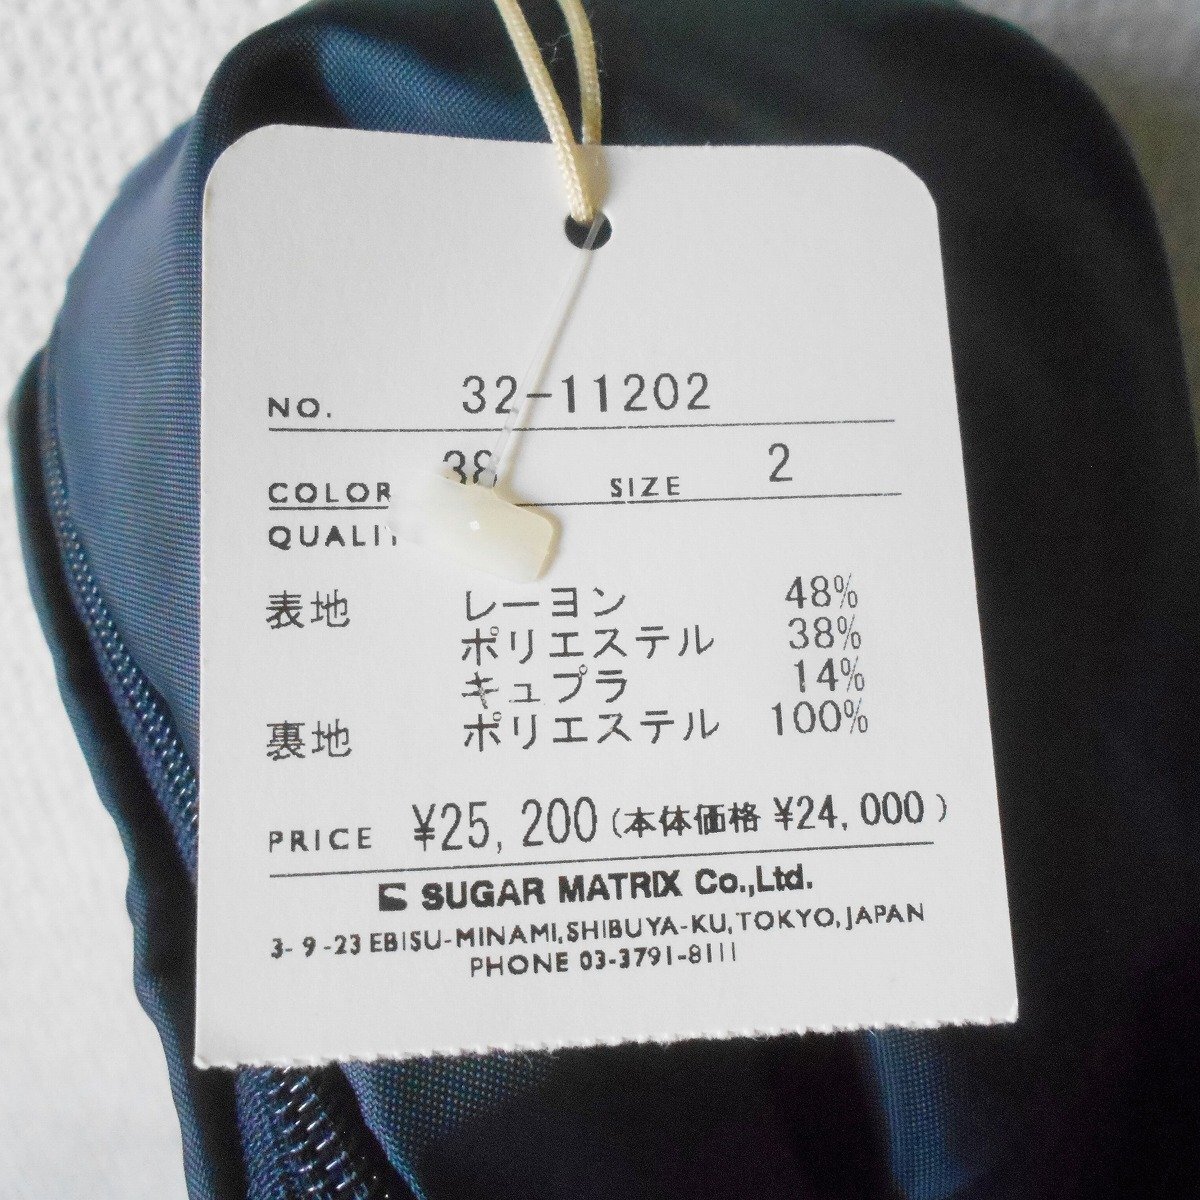 NO. 32-11202
COLOR 38 SIZE 2
表地 レーヨン 48%
ポリエステル 38%
キュプラ 14%
裏地 ポリエステル 100%
PRICE ¥25,200(本体価格 ¥24,000)
SUGAR MATRIX Co.,Ltd.
3-9-23 EBISU-MINAMI,SHIBUYA-KU,TOKYO,JAPAN
PHONE 03-3791-8111